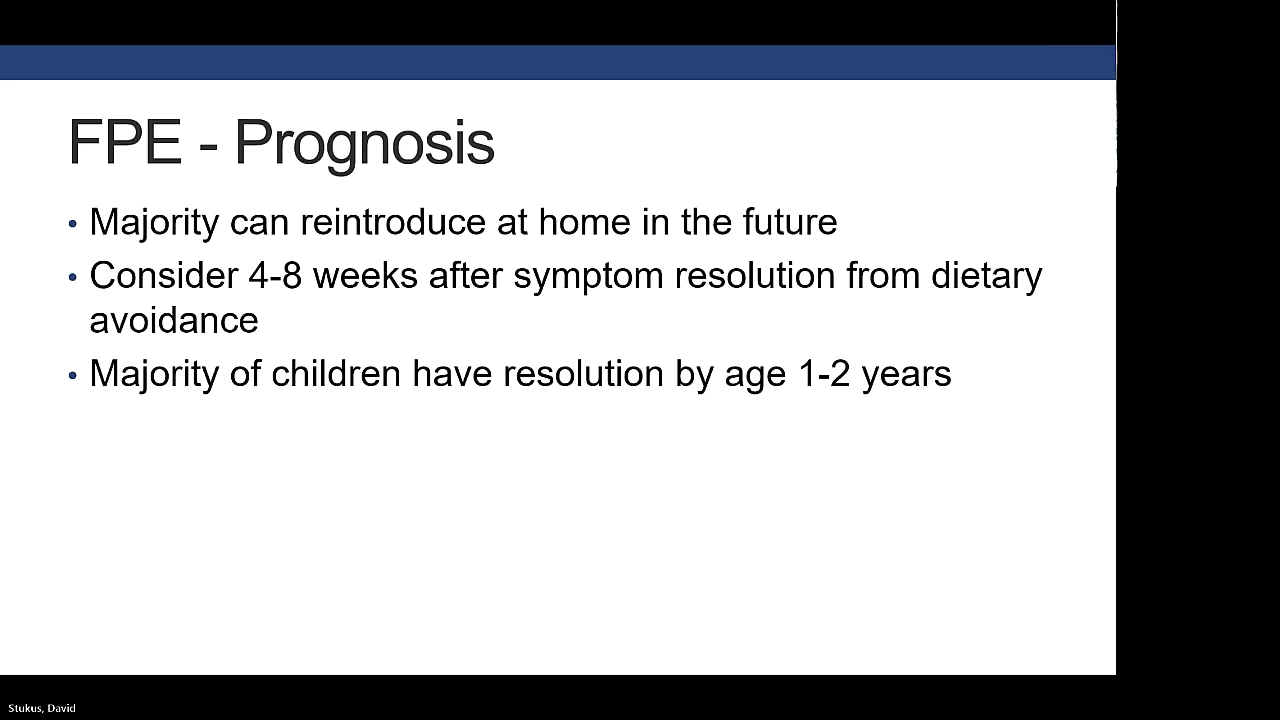 FPE - Prognosis
• Majority can reintroduce at home in the future
• Consider 4-8 weeks after symptom resolution from dietary
avoidance
• Majority of children have resolution by age 1-2 years
Stukus, David